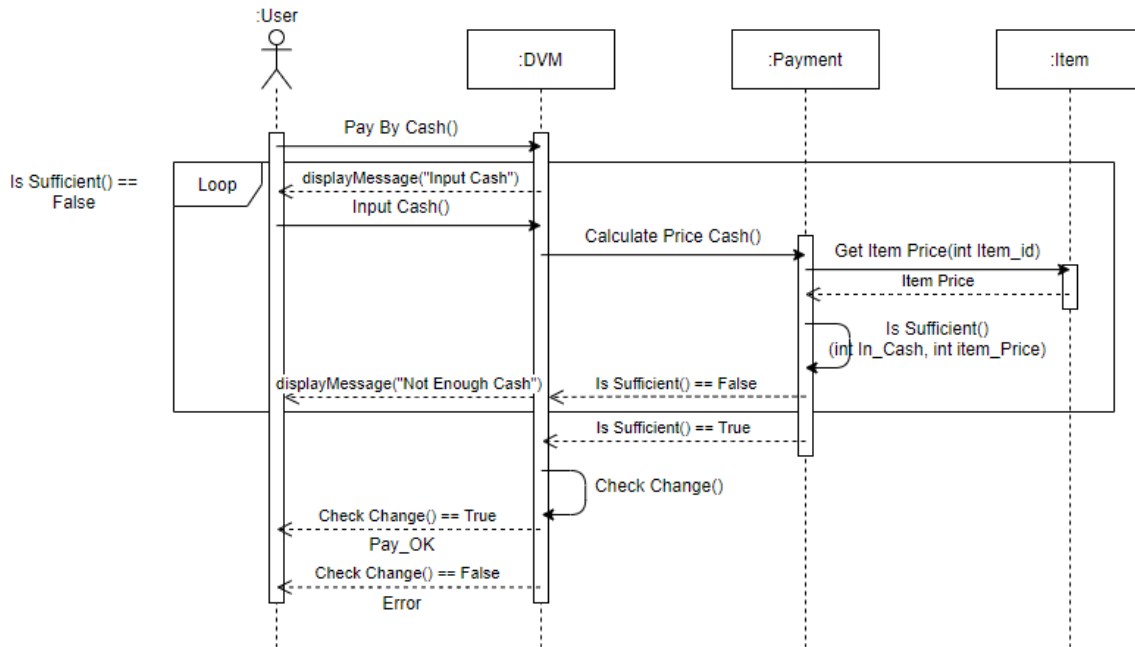 :User
:DVM
:Payment
:Item
Pay By Cash()
Is Sufficient() ==
False
Loop
displayMessage("Input Cash")
Input Cash()
Calculate Price Cash()
Get Item Price(int Item_id)
Item Price
Is Sufficient()
(int In_Cash, int item_Price)
displayMessage("Not Enough Cash")
Is Sufficient() == False
Is Sufficient() == True
Check Change()
Check Change() == True
Pay_OK
Check Change() == False
Error